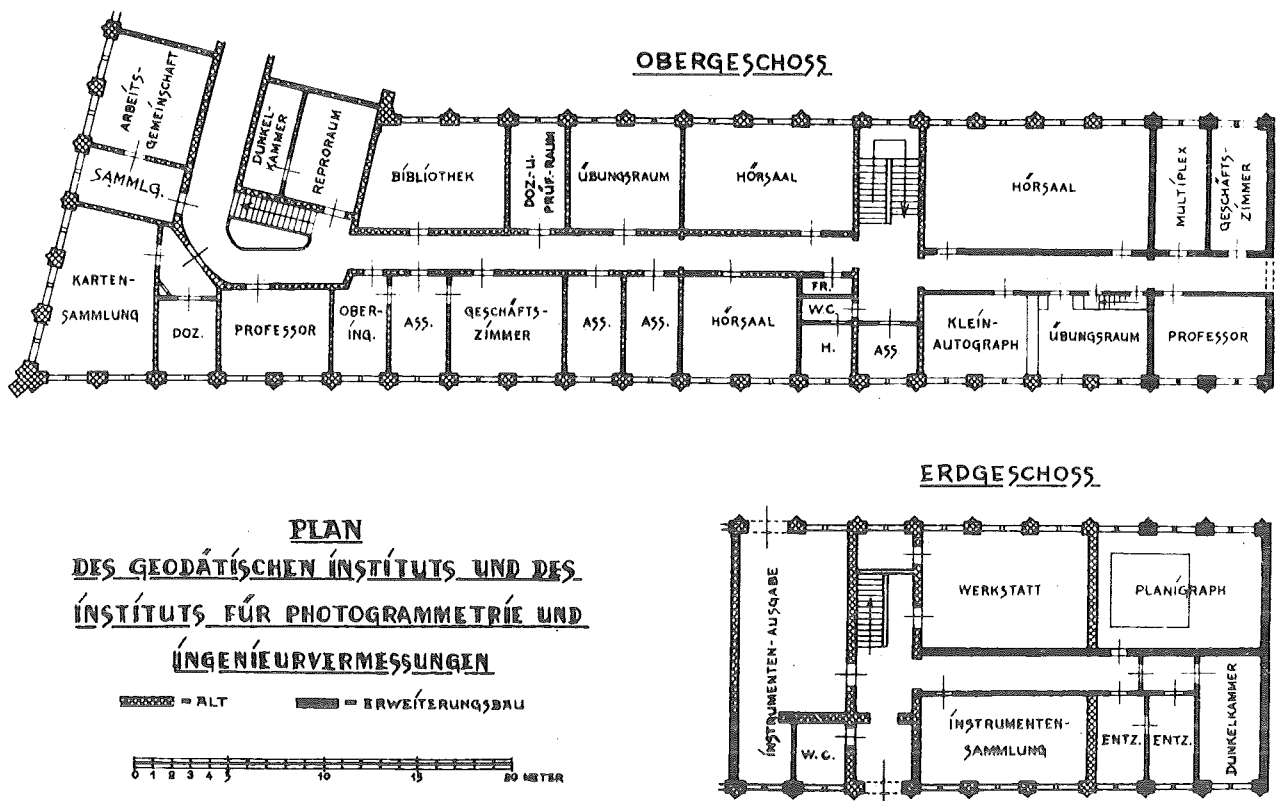 OBERGESCHOSS
ARBEITS-
GEMEINSCHAFT
SAMMLG.
DUNKEL-
KAMMER
REPRORAUM
BIBLIOTHEK
DOZ.- U.
PRÜF.-RAUM
ÜBUNGSRAUM
HÖRSAAL
HÖRSAAL
MULTIPLEX
GESCHÄFTS-
ZIMMER
KARTEN-
SAMMLUNG
DOZ.
PROFESSOR
OBER-
ING.
ASS.
GESCHÄFTS-
ZIMMER
ASS.
ASS.
HÖRSAAL
FR.
W.C.
H.
ASS.
KLEIN-
AUTOGRAPH
ÜBUNGSRAUM
PROFESSOR
ERDGESCHOSS
INSTRUMENTEN-AUSGABE
W.C.
WERKSTATT
PLANIGRAPH
INSTRUMENTEN-
SAMMLUNG
ENTZ.
ENTZ.
DUNKELKAMMER
PLAN
DES GEODÄTISCHEN INSTITUTS UND DES
INSTITUTS FÜR PHOTOGRAMMETRIE UND
INGENIEURVERMESSUNGEN
= ALT = ERWEITERUNGSBAU
0 1 2 3 4 5 10 15 20 METER